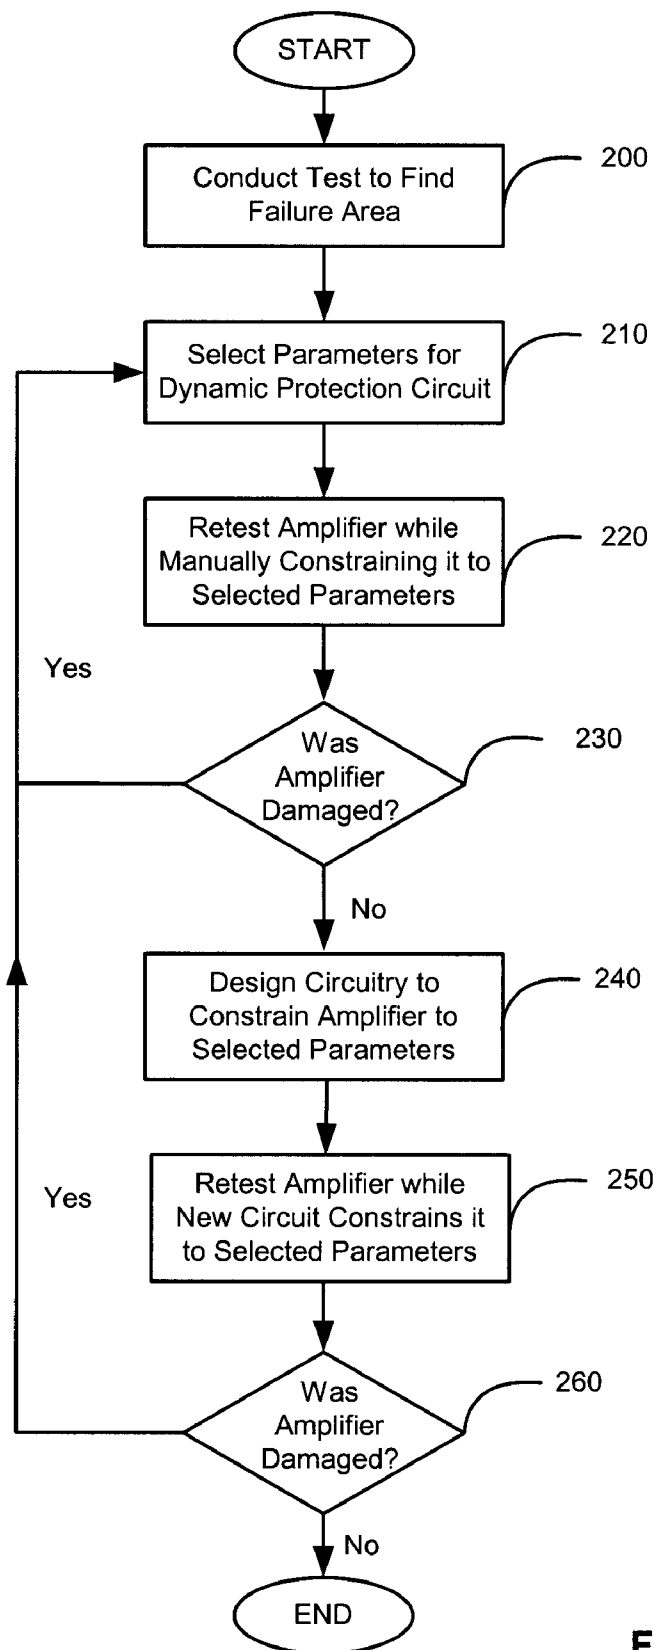 START
Conduct Test to Find
Failure Area
200
Select Parameters for
Dynamic Protection Circuit
210
Retest Amplifier while
Manually Constraining it to
Selected Parameters
220
Yes
Was
Amplifier
Damaged?
230
No
Design Circuitry to
Constrain Amplifier to
Selected Parameters
240
Yes
Retest Amplifier while
New Circuit Constrains it
to Selected Parameters
250
Was
Amplifier
Damaged?
260
No
END